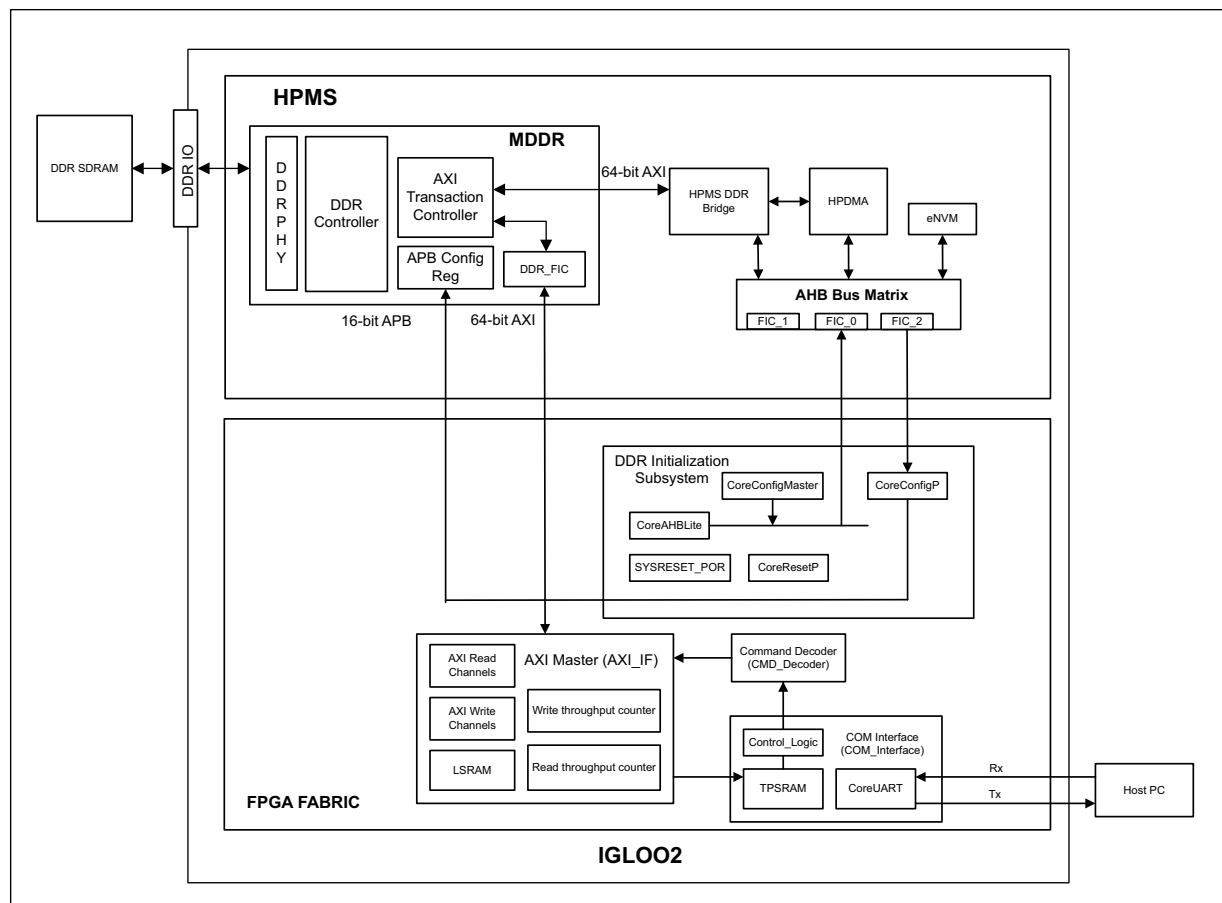 HPMS
MDDR
DDR SDRAM
DDR IO
D
D
R
P
H
Y
DDR
Controller
AXI
Transaction
Controller
APB Config
Reg
DDR_FIC
64-bit AXI
HPMS DDR
Bridge
HPDMA
eNVM
AHB Bus Matrix
FIC_1
FIC_0
FIC_2
16-bit APB
64-bit AXI
DDR Initialization
Subsystem
CoreConfigMaster
CoreConfigP
CoreAHBLite
SYSRESET_POR
CoreResetP
AXI Master (AXI_IF)
AXI Read
Channels
AXI Write
Channels
LSRAM
Write throughput counter
Read throughput counter
Command Decoder
(CMD_Decoder)
Control_Logic
COM Interface
(COM_Interface)
TPSRAM
CoreUART
Rx
Tx
Host PC
FPGA FABRIC
IGLOO2